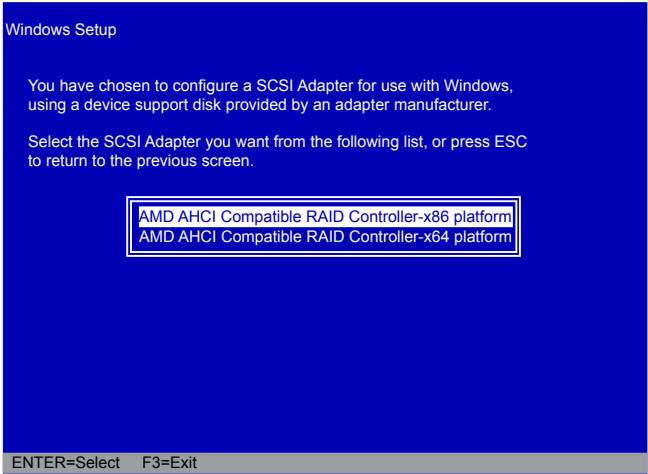 Windows Setup
You have chosen to configure a SCSI Adapter for use with Windows,
using a device support disk provided by an adapter manufacturer.
Select the SCSI Adapter you want from the following list, or press ESC
to return to the previous screen.
AMD AHCI Compatible RAID Controller-x86 platform
AMD AHCI Compatible RAID Controller-x64 platform
ENTER=Select F3=Exit